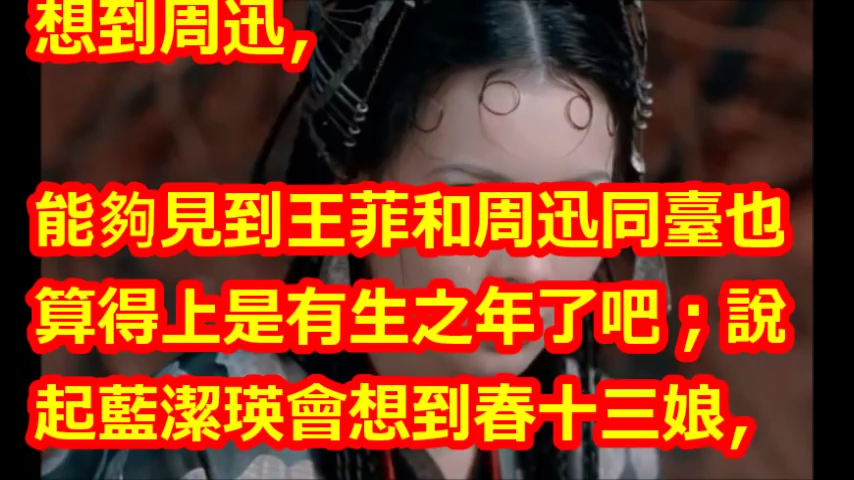 想到周迅，
能夠見到王菲和周迅同臺也
算得上是有生之年了吧；說
起藍潔瑛會想到春十三娘，